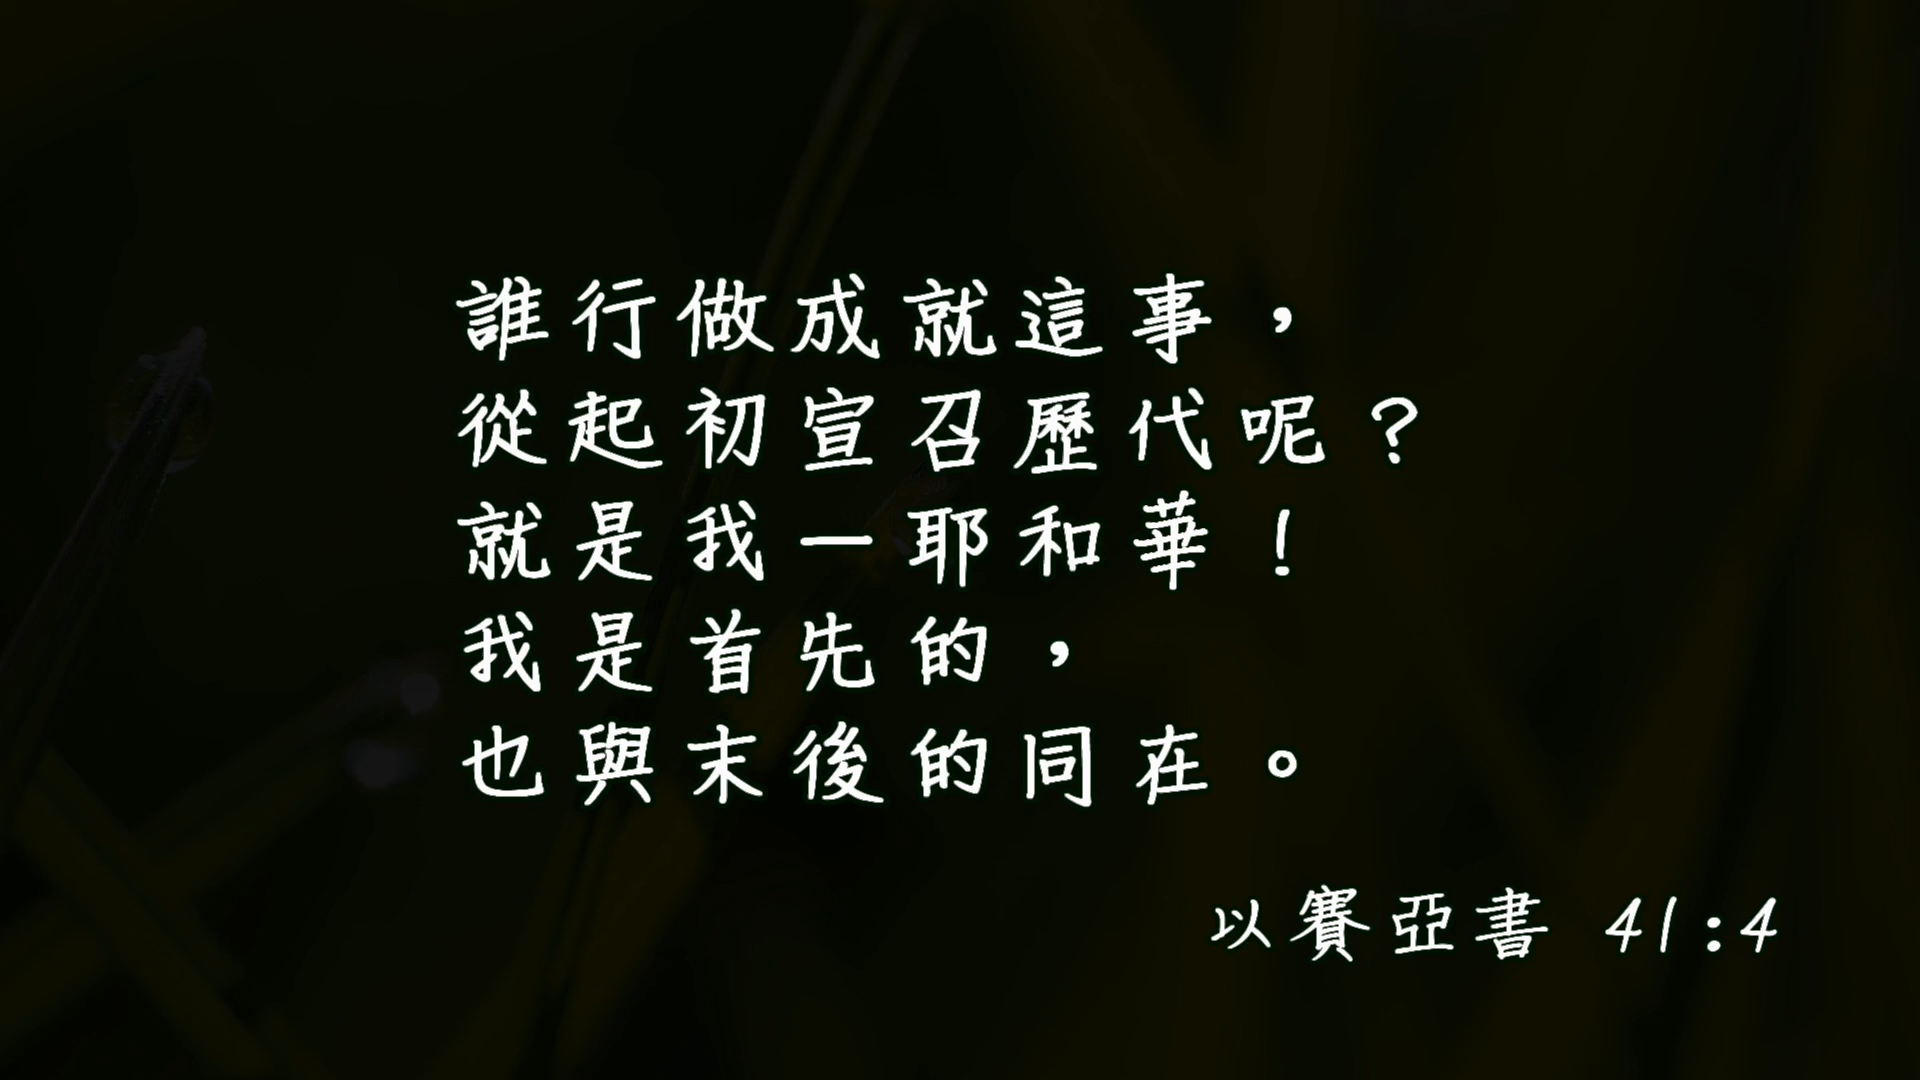 誰行做成就這事，
從起初宣召歷代呢？
就是我－耶和華！
我是首先的，
也與末後的同在。
以賽亞書 41:4